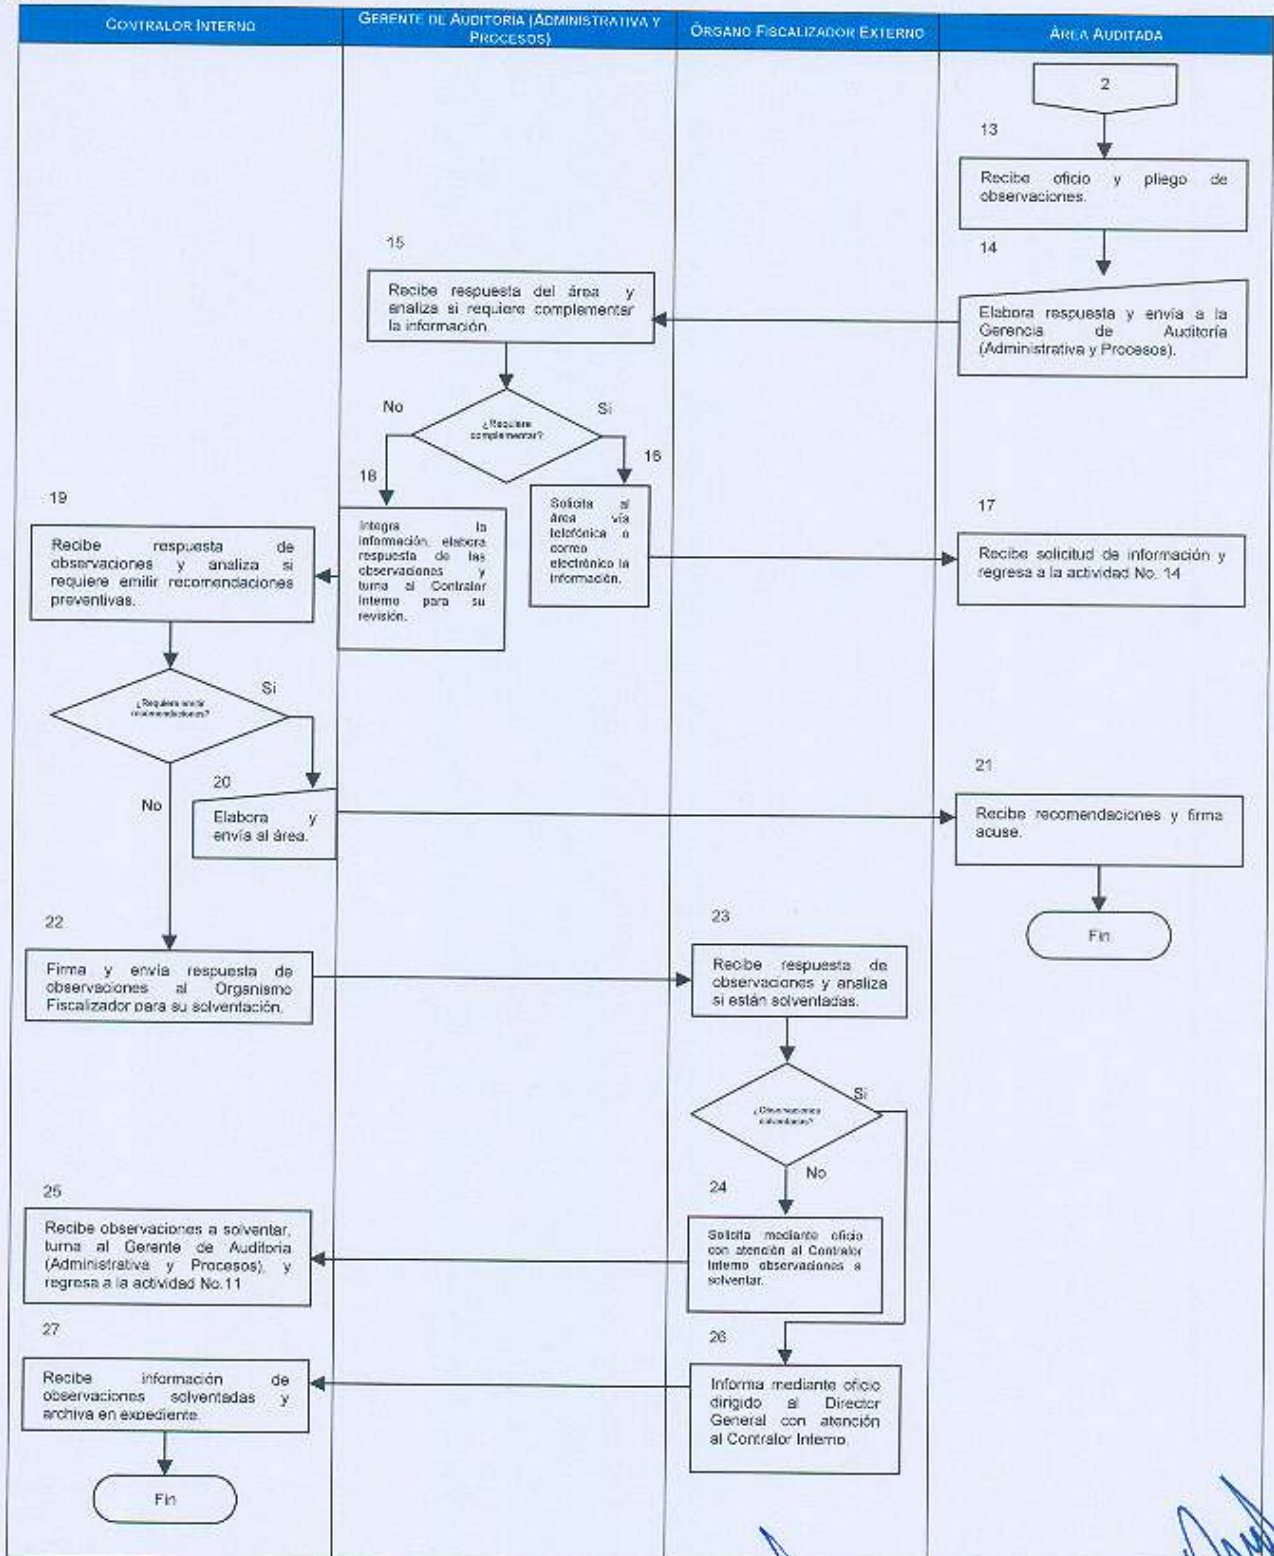 CONTRALOR INTERNO
GERENTE DE AUDITORÍA (ADMINISTRATIVA Y
PROCESOS)
ÓRGANO FISCALIZADOR EXTERNO
ÁREA AUDITADA
2
13
Recibe oficio y pliego de
observaciones.
14
Elabora respuesta y envía a la
Gerencia de Auditoría
(Administrativa y Procesos).
15
Recibe respuesta del área y
analiza si requiere complementar
la información.
¿Requiere
complementar?
No
Si
16
Solicita al
área vía
telefónica o
correo
electrónico la
información.
17
Recibe solicitud de información y
regresa a la actividad No. 14
18
Integra la
información, elabora
respuesta de las
observaciones y
turna al Contralor
Interno para su
revisión.
19
Recibe respuesta de
observaciones y analiza si
requiere emitir recomendaciones
preventivas.
¿Requiere emitir
recomendaciones?
Si
No
20
Elabora y
envía al área.
21
Recibe recomendaciones y firma
acuse.
Fin
22
Firma y envía respuesta de
observaciones al Organismo
Fiscalizador para su solventación.
23
Recibe respuesta de
observaciones y analiza
si están solventadas.
¿Observaciones
solventadas?
Si
No
24
Solicita mediante oficio
con atención al Contralor
Interno observaciones a
solventar.
25
Recibe observaciones a solventar,
turna al Gerente de Auditoria
(Administrativa y Procesos), y
regresa a la actividad No.11
26
Informa mediante oficio
dirigido al Director
General con atención
al Contralor Interno.
27
Recibe información de
observaciones solventadas y
archiva en expediente.
Fin